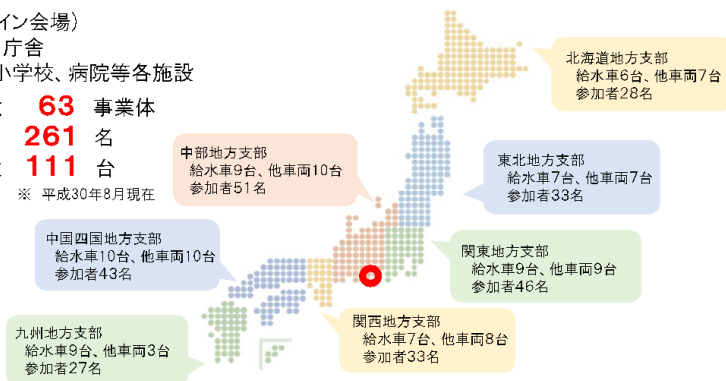 イン会場)
庁舎
小学校、病院等各施設
63 事業体
261 名
111 台
※ 平成30年8月現在
北海道地方支部
給水車6台、他車両7台
参加者28名
中部地方支部
給水車9台、他車両10台
参加者51名
東北地方支部
給水車7台、他車両7台
参加者33名
中国四国地方支部
給水車10台、他車両10台
参加者43名
関東地方支部
給水車9台、他車両9台
参加者46名
関西地方支部
給水車7台、他車両8台
参加者33名
九州地方支部
給水車9台、他車両3台
参加者27名